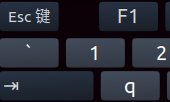 Esc 键 F1
` 1 2
⇥ q